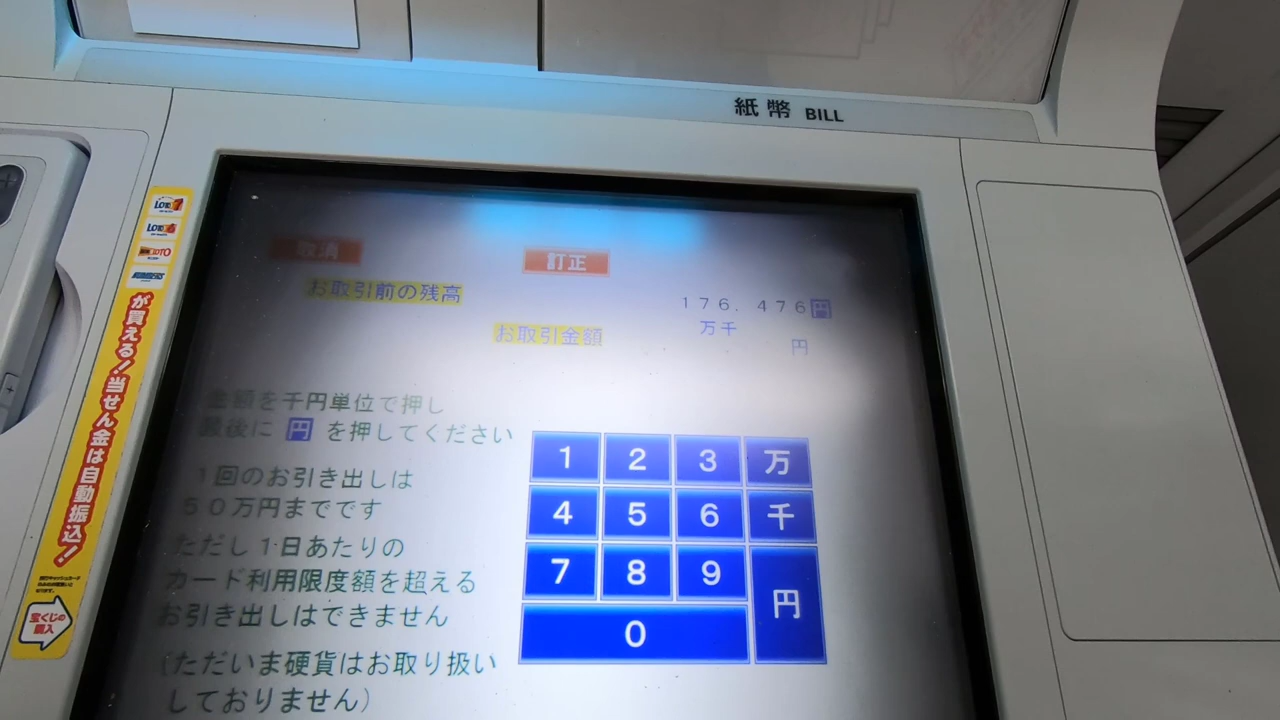 紙幣 BILL
取消
訂正
お取引前の残高
176.476円
お取引金額
万千
円
金額を千円単位で押し
最後に 円 を押してください
1回のお引き出しは
50万円までです
ただし1日あたりの
カード利用限度額を超える
お引き出しはできません
(ただいま硬貨はお取り扱い
しておりません)
1 2 3 万
4 5 6 千
7 8 9 円
0
LOTO7
LOTO6
LOTO
NUMBERS
が買える!当せん金は自動振込!
宝くじの
購入